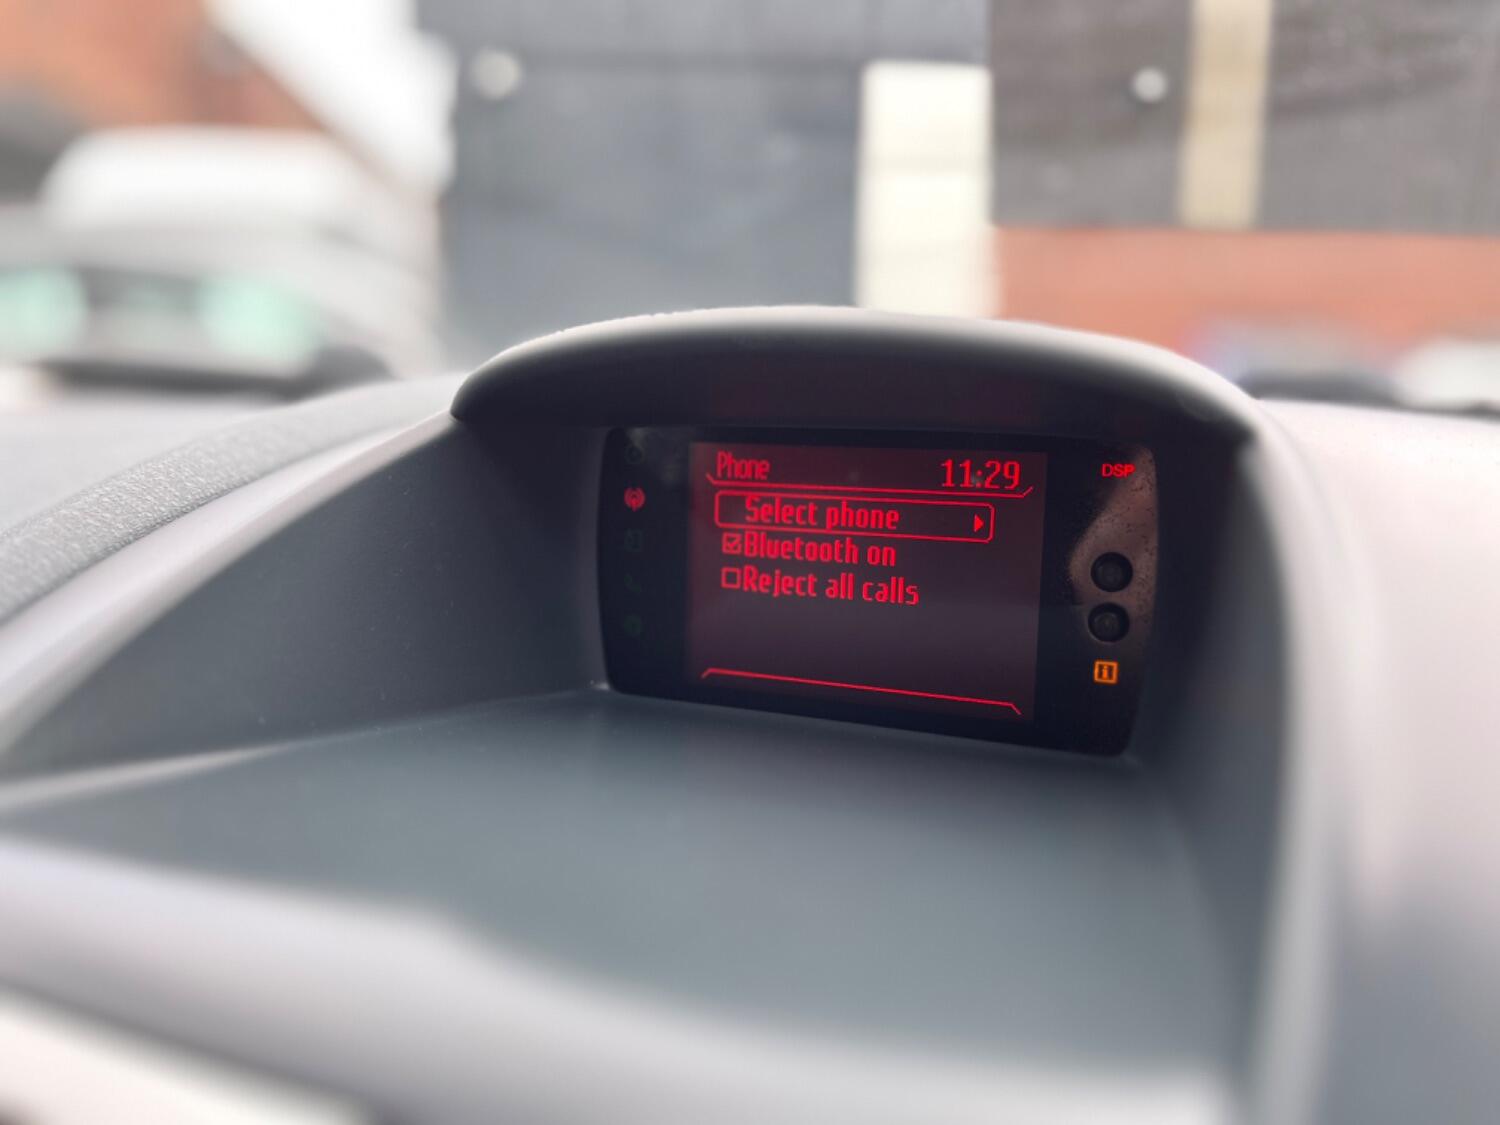 Phone 11:29
DSP
Select phone
Bluetooth on
Reject all calls
i